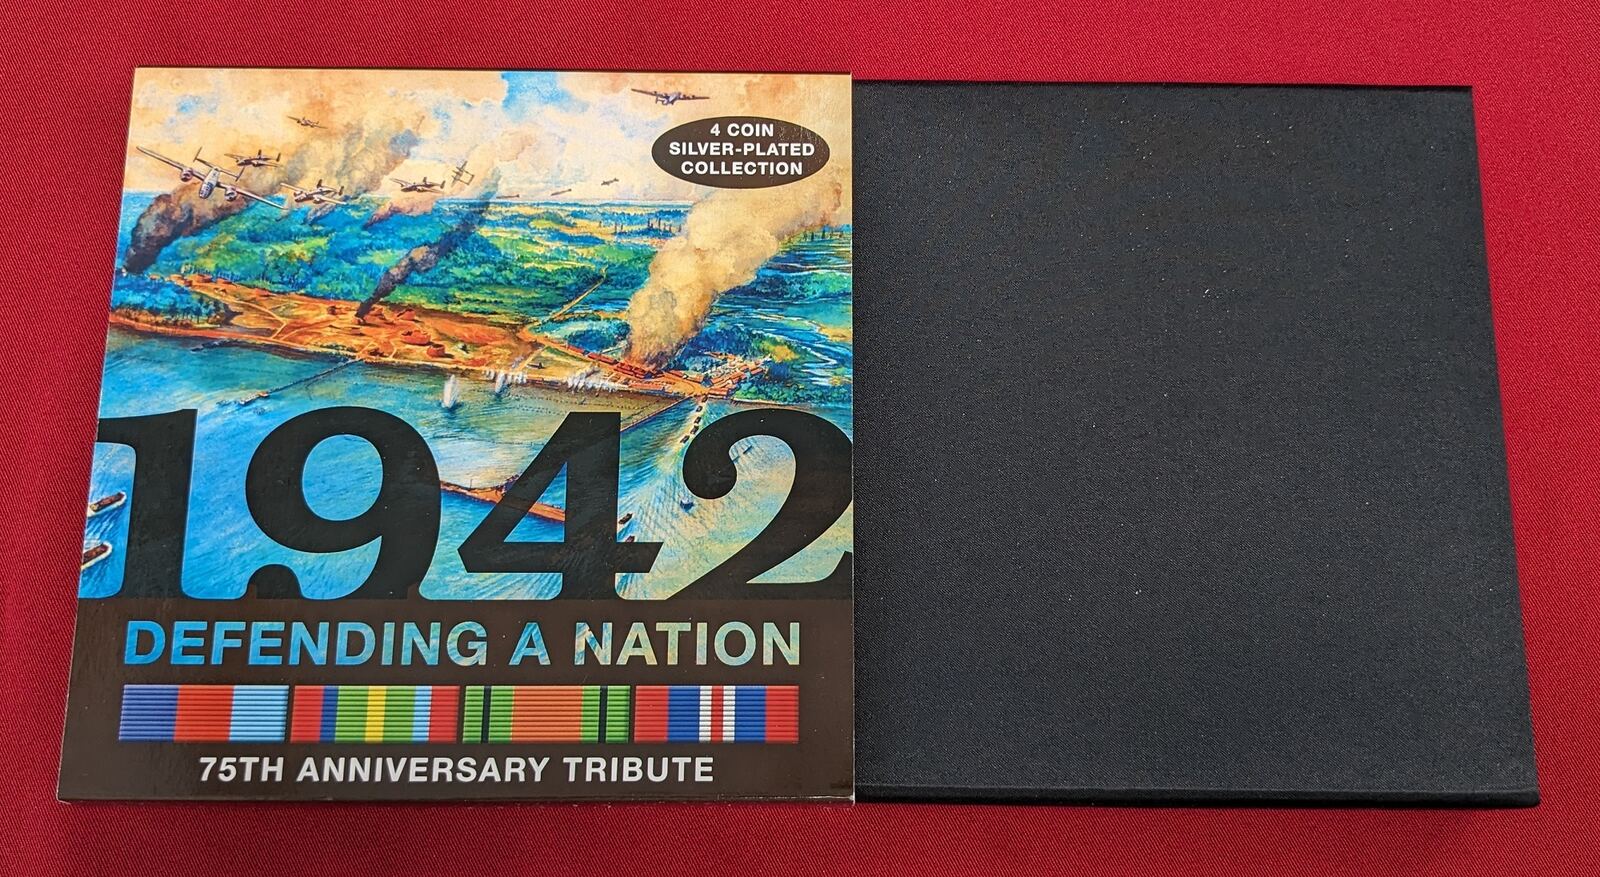 4 COIN
SILVER-PLATED
COLLECTION
1942
DEFENDING A NATION
75TH ANNIVERSARY TRIBUTE